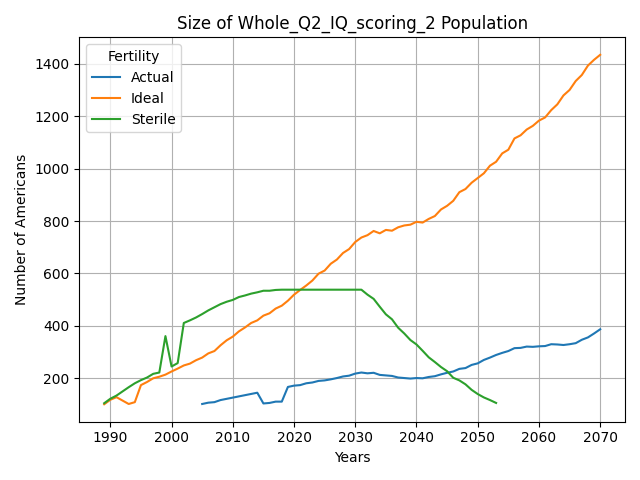 Size of Whole_Q2_IQ_scoring_2 Population
Fertility
Actual
Ideal
Sterile
Number of Americans
1400
1200
1000
800
600
400
200
1990 2000 2010 2020 2030 2040 2050 2060 2070
Years